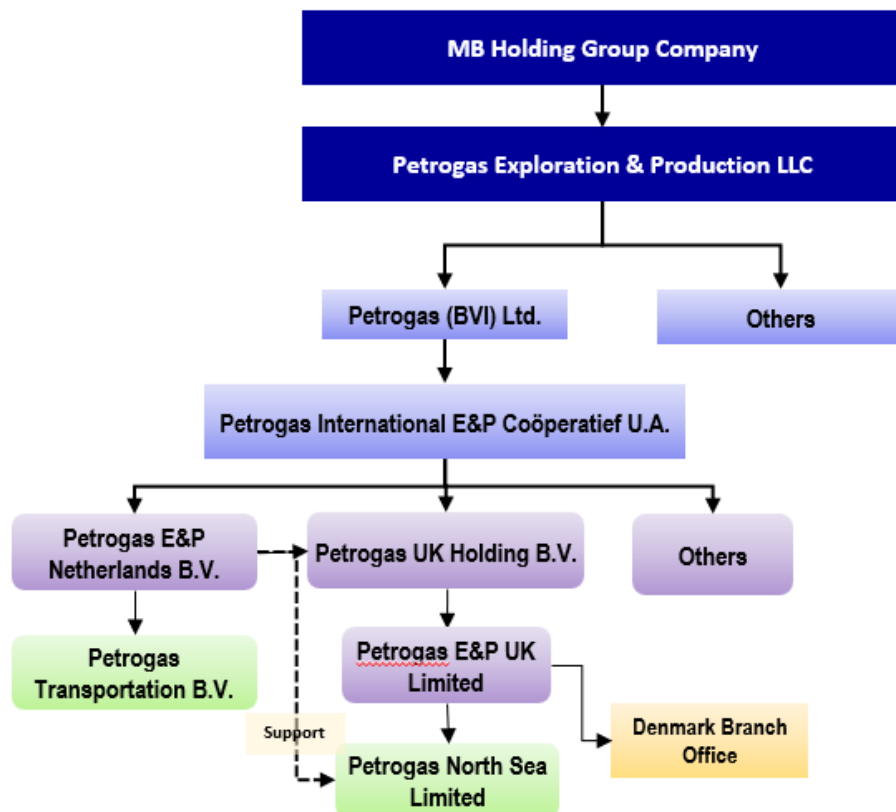 MB Holding Group Company
Petrogas Exploration & Production LLC
Petrogas (BVI) Ltd.
Others
Petrogas International E&P Coöperatief U.A.
Petrogas E&P
Netherlands B.V.
Petrogas UK Holding B.V.
Others
Petrogas
Transportation B.V.
Petrogas E&P UK
Limited
Support
Denmark Branch
Office
Petrogas North Sea
Limited